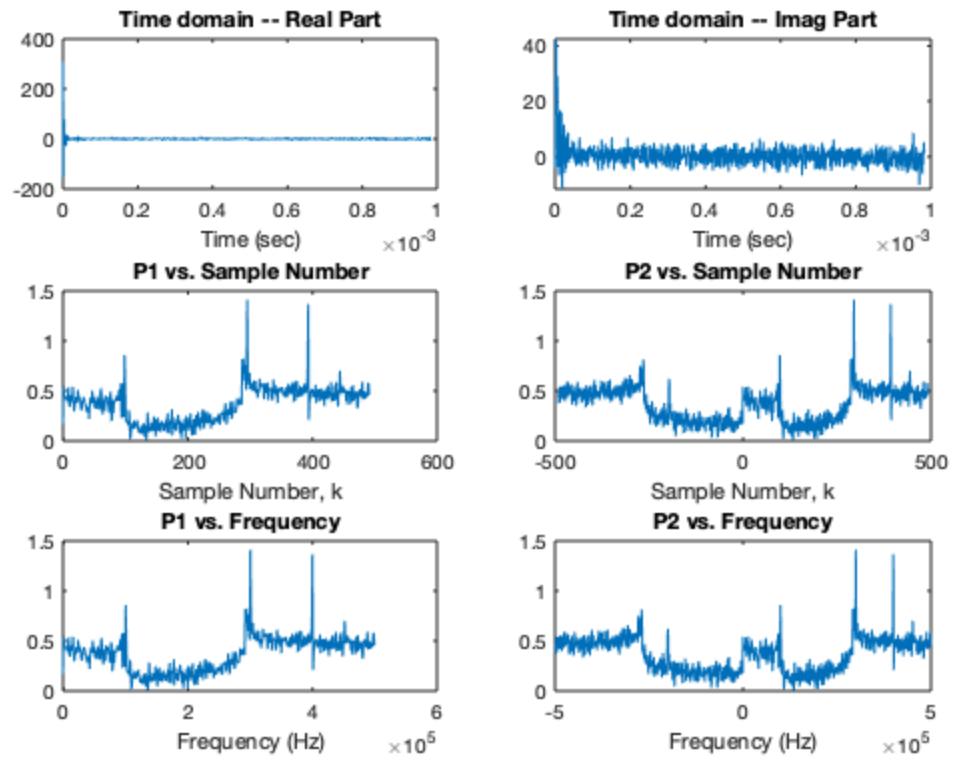 Time domain -- Real Part
400
200
0
-200
0 0.2 0.4 0.6 0.8 1
Time (sec) ×10-3
Time domain -- Imag Part
40
20
0
0 0.2 0.4 0.6 0.8 1
Time (sec) ×10-3
P1 vs. Sample Number
1.5
1
0.5
0
0 200 400 600
Sample Number, k
P2 vs. Sample Number
1.5
1
0.5
0
-500 0 500
Sample Number, k
P1 vs. Frequency
1.5
1
0.5
0
0 2 4 6
Frequency (Hz) ×105
P2 vs. Frequency
1.5
1
0.5
0
-5 0 5
Frequency (Hz) ×105